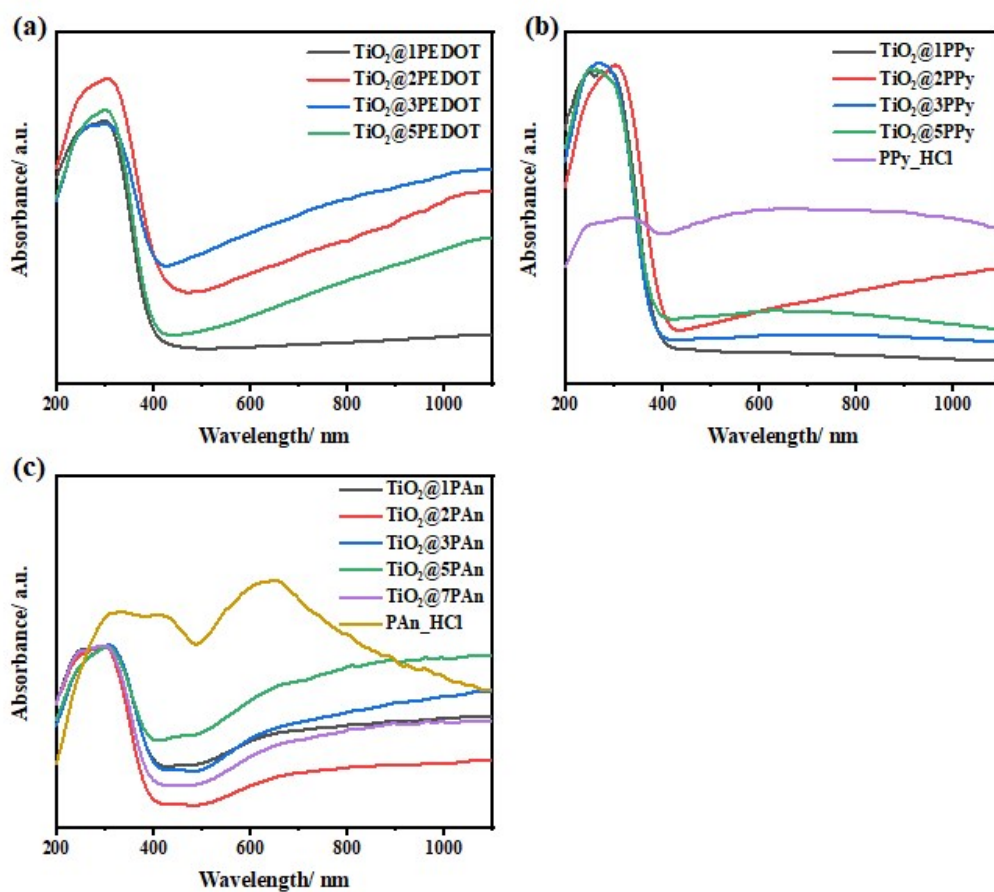 (a)
TiO₂@1PEDOT
TiO₂@2PEDOT
TiO₂@3PEDOT
TiO₂@5PEDOT
Absorbance/ a.u.
200 400 600 800 1000
Wavelength/ nm
(b)
TiO₂@1PPy
TiO₂@2PPy
TiO₂@3PPy
TiO₂@5PPy
PPy_HCl
Absorbance/ a.u.
200 400 600 800 1000
Wavelength/ nm
(c)
TiO₂@1PAn
TiO₂@2PAn
TiO₂@3PAn
TiO₂@5PAn
TiO₂@7PAn
PAn_HCl
Absorbance/ a.u.
200 400 600 800 1000
Wavelength/ nm